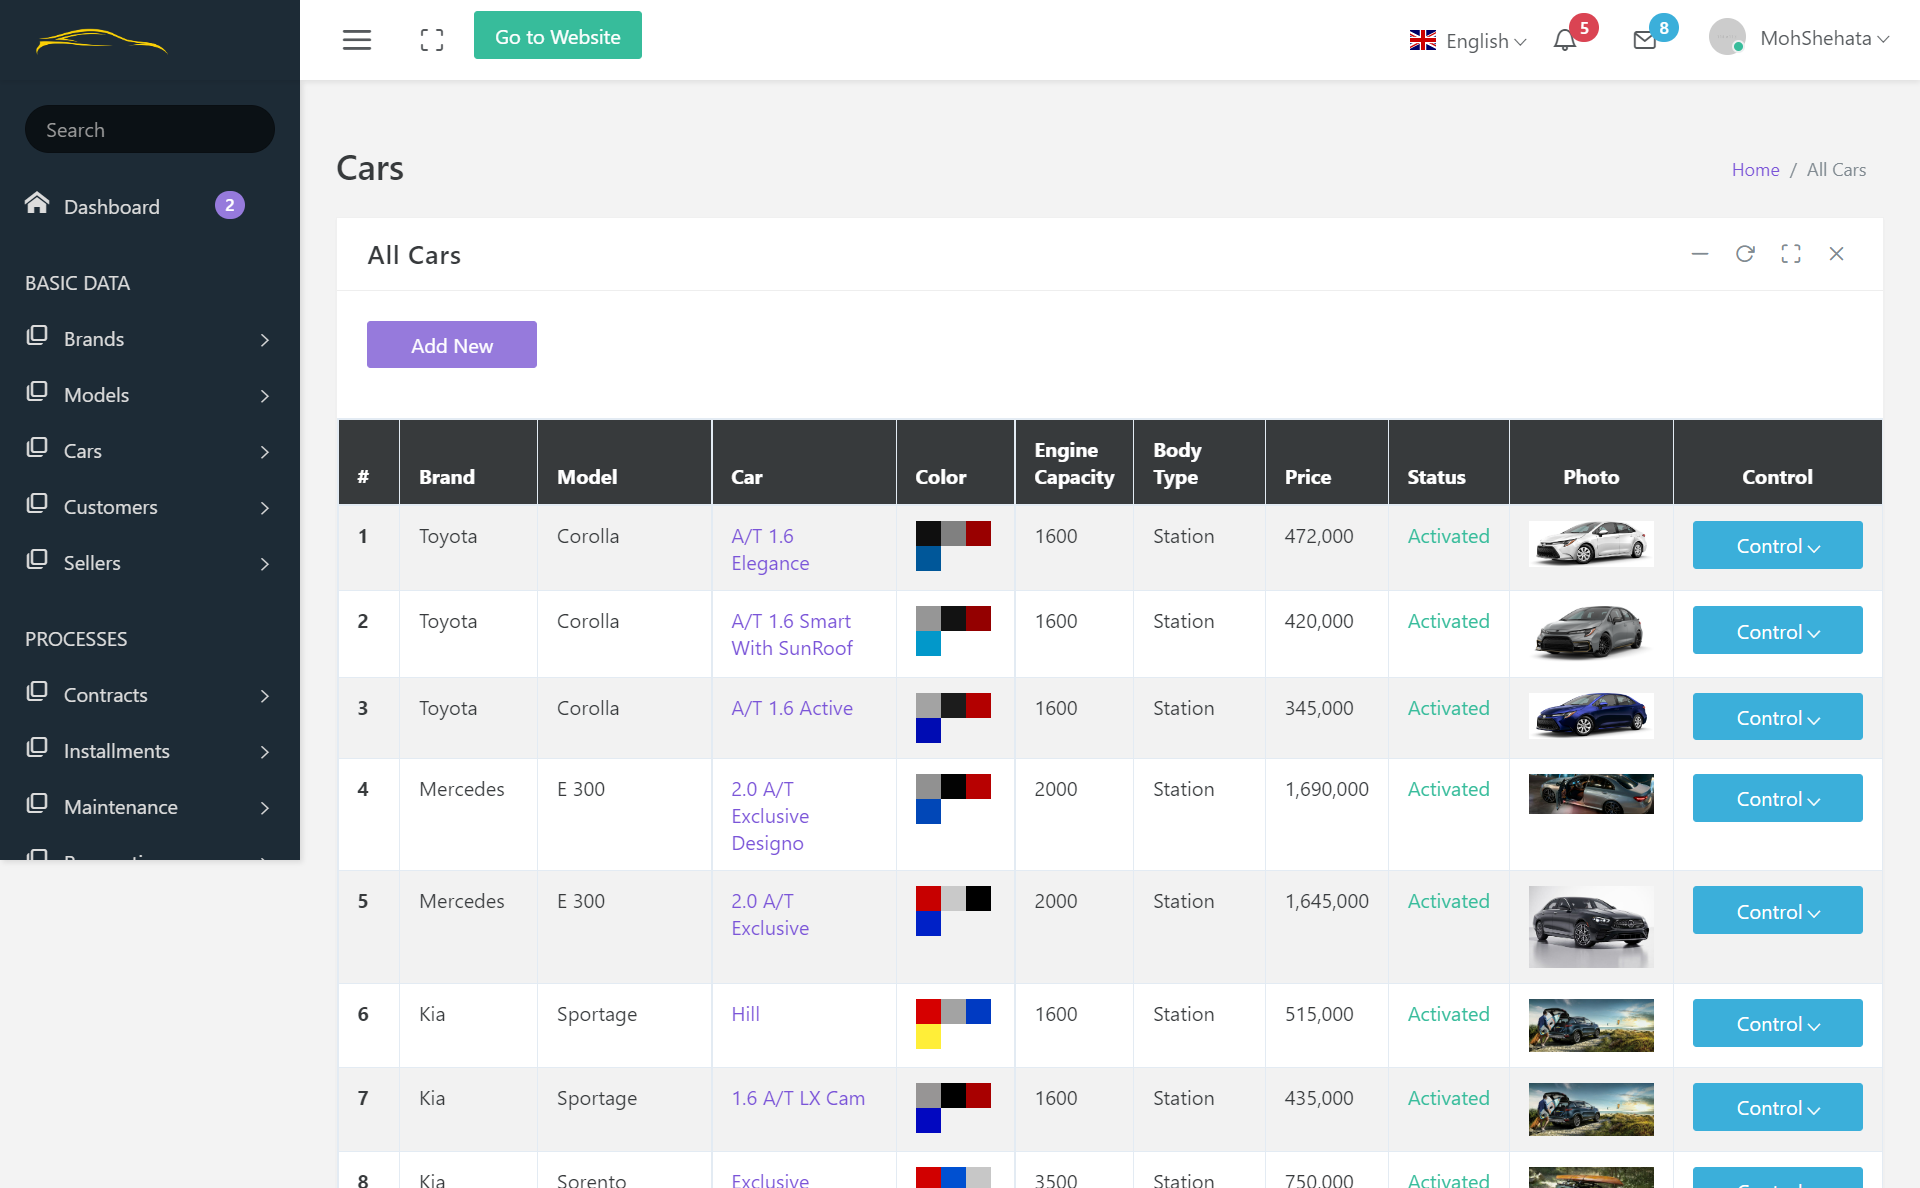 Go to Website
English
5
8
MohShehata
Search
Dashboard 2
BASIC DATA
Brands
Models
Cars
Customers
Sellers
PROCESSES
Contracts
Installments
Maintenance
Cars
Home / All Cars
All Cars
Add New
# Brand Model Car Color Engine Capacity Body Type Price Status Photo Control
1 Toyota Corolla A/T 1.6 Elegance 1600 Station 472,000 Activated Control
2 Toyota Corolla A/T 1.6 Smart With SunRoof 1600 Station 420,000 Activated Control
3 Toyota Corolla A/T 1.6 Active 1600 Station 345,000 Activated Control
4 Mercedes E 300 2.0 A/T Exclusive Designo 2000 Station 1,690,000 Activated Control
5 Mercedes E 300 2.0 A/T Exclusive 2000 Station 1,645,000 Activated Control
6 Kia Sportage Hill 1600 Station 515,000 Activated Control
7 Kia Sportage 1.6 A/T LX Cam 1600 Station 435,000 Activated Control
8 Kia Sorento Exclusive 3500 Station 750,000 Activated